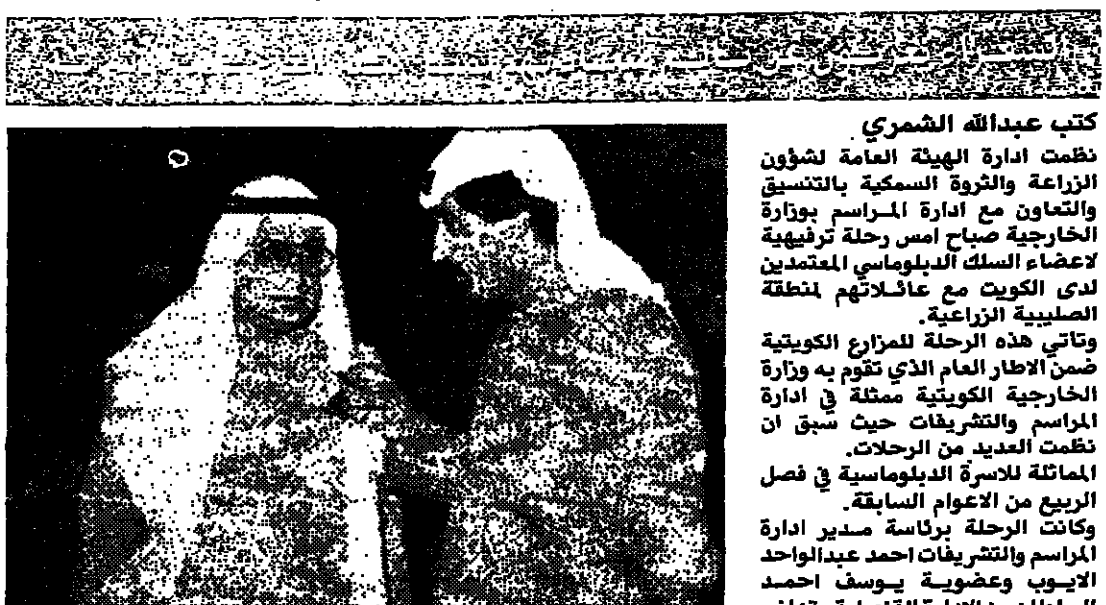 كتب عبدالله الشمري
نظمت ادارة الهيئة العامة لشؤون
الزراعة والثروة السمكية بالتنسيق
والتعاون مع ادارة المراسم بوزارة
الخارجية صباح امس رحلة ترفيهية
لاعضاء السلك الدبلوماسي المعتمدين
لدى الكويت مع عائلاتهم لمنطقة
الصليبية الزراعية.
وتاتي هذه الرحلة للمزارع الكويتية
ضمن الاطار العام الذي تقوم به وزارة
الخارجية الكويتية ممثلة في ادارة
المراسم والتشريفات حيث سبق ان
نظمت العديد من الرحلات.
المماثلة للاسرة الدبلوماسية في فصل
الربيع من الاعوام السابقة.
وكانت الرحلة برئاسة مدير ادارة
المراسم والتشريفات احمد عبدالواحد
الايوب وعضوية يوسف احمد